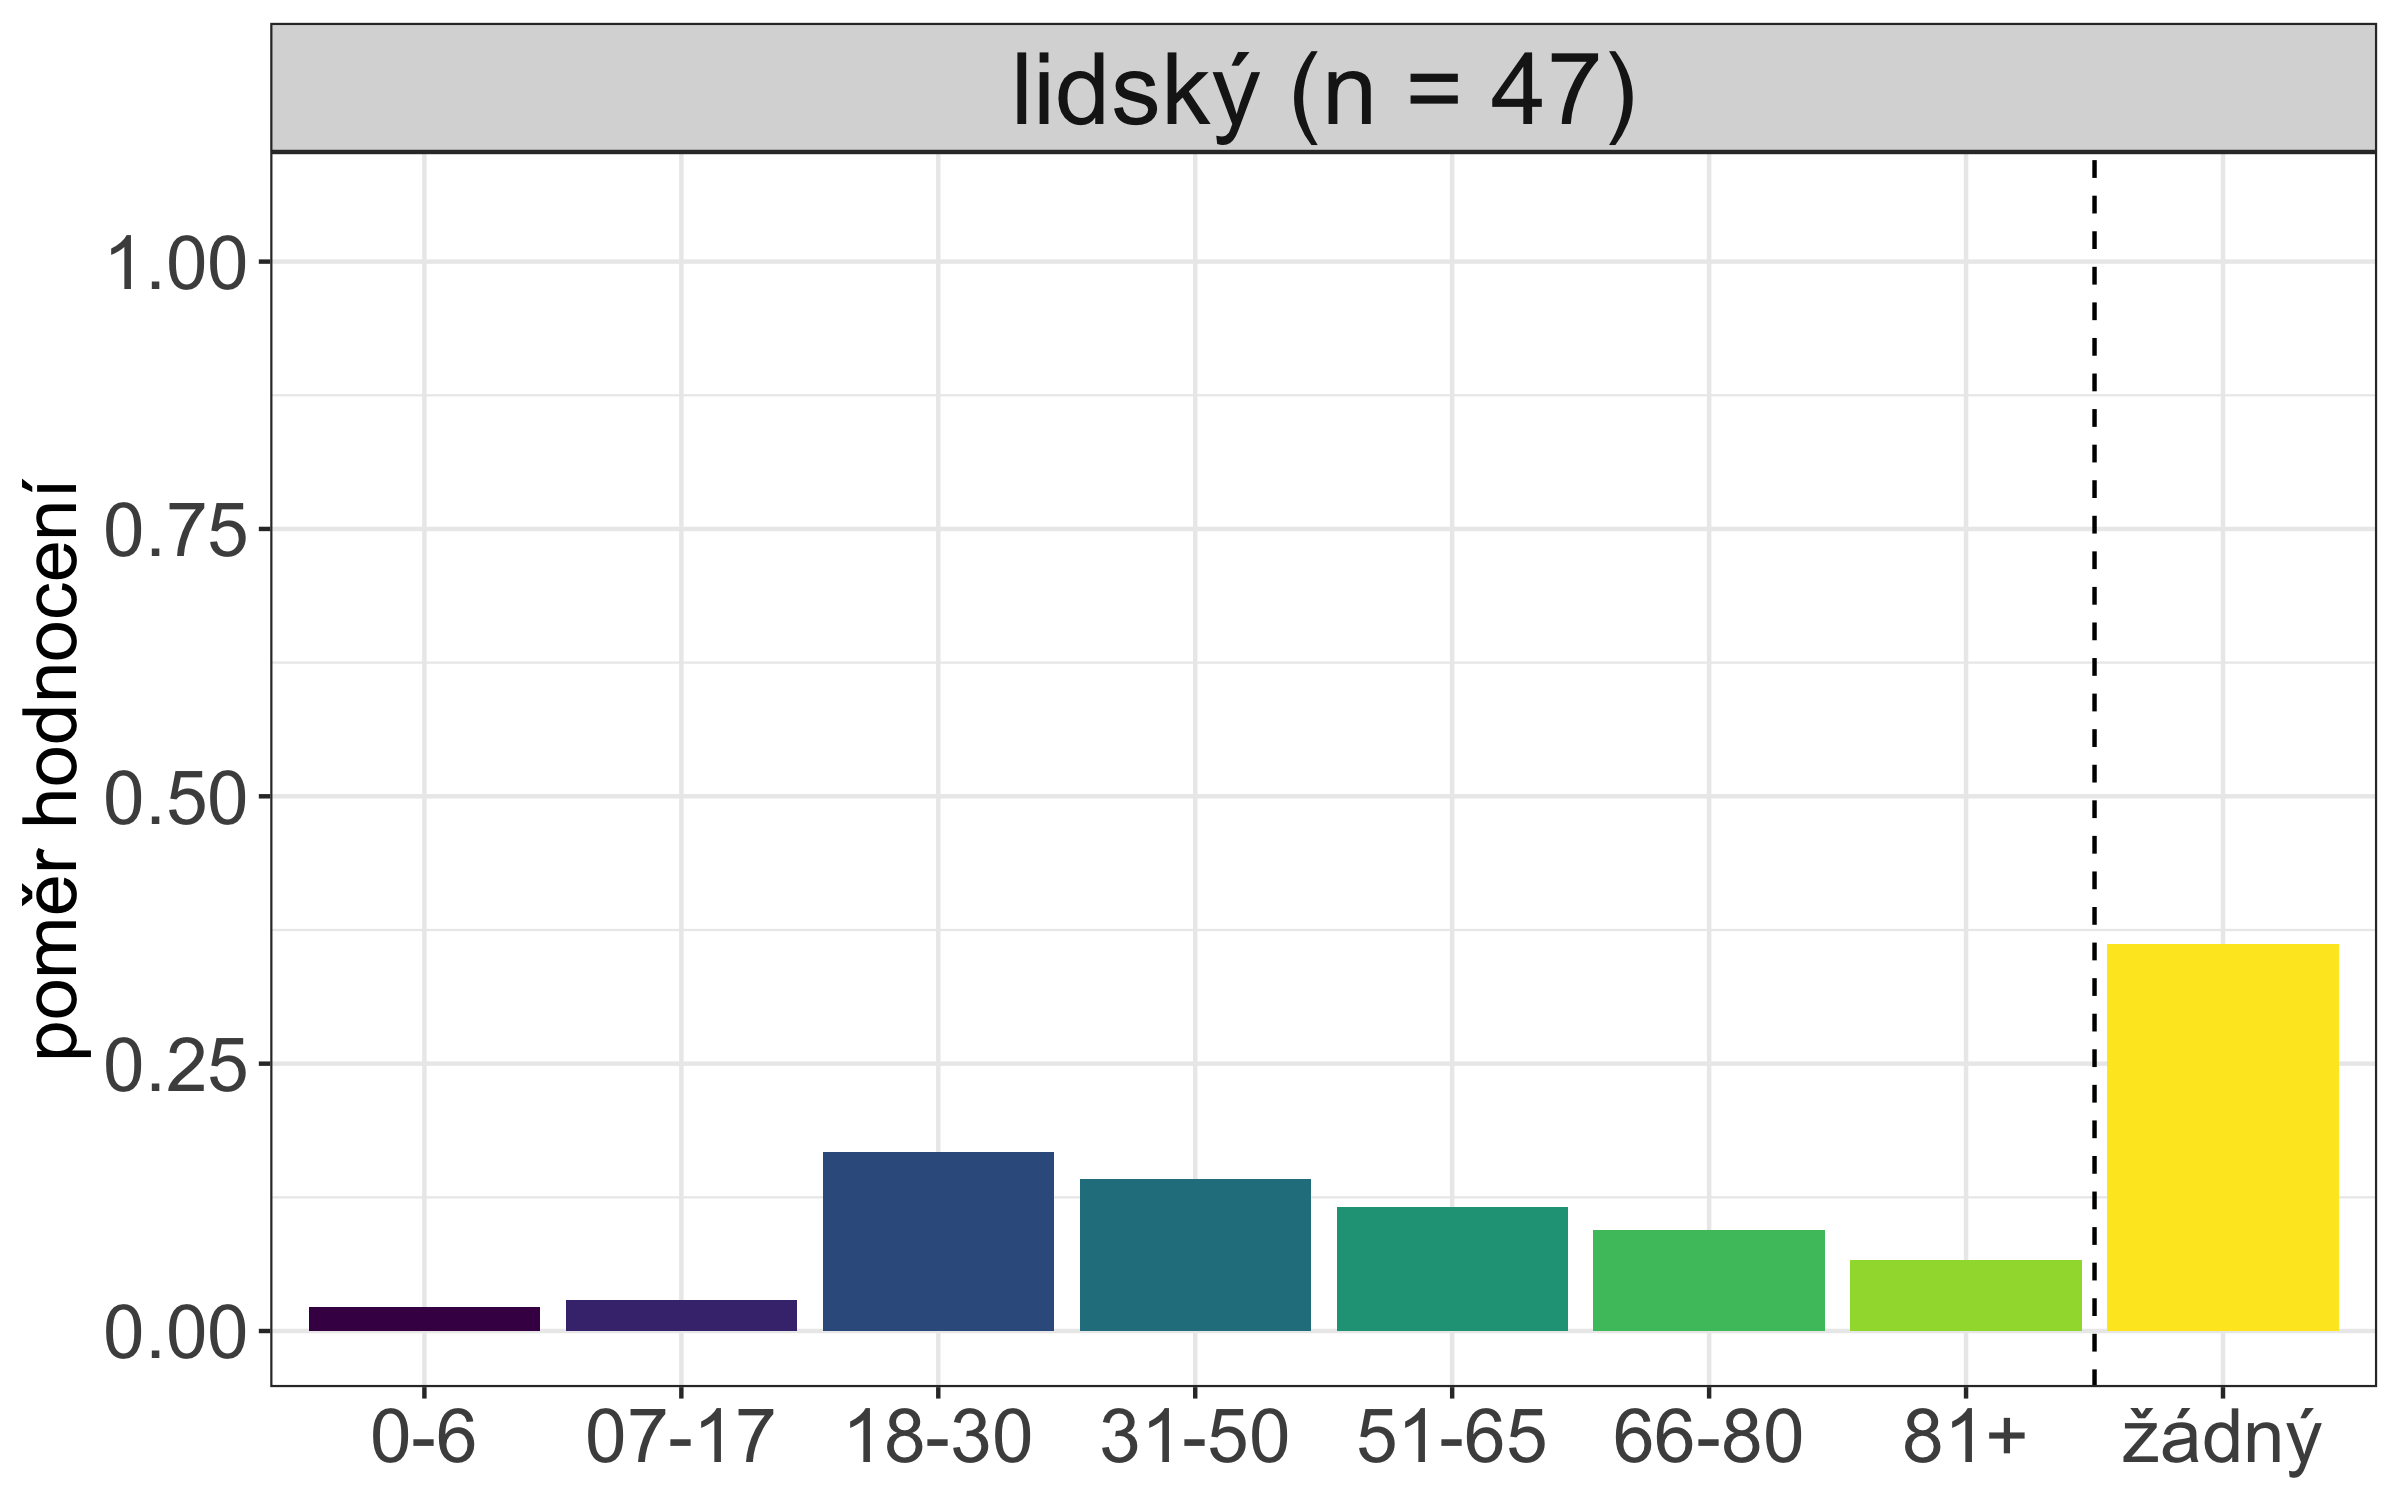 lidský (n = 47)
poměr hodnocení
1.00
0.75
0.50
0.25
0.00
0-6 07-17 18-30 31-50 51-65 66-80 81+ žádný